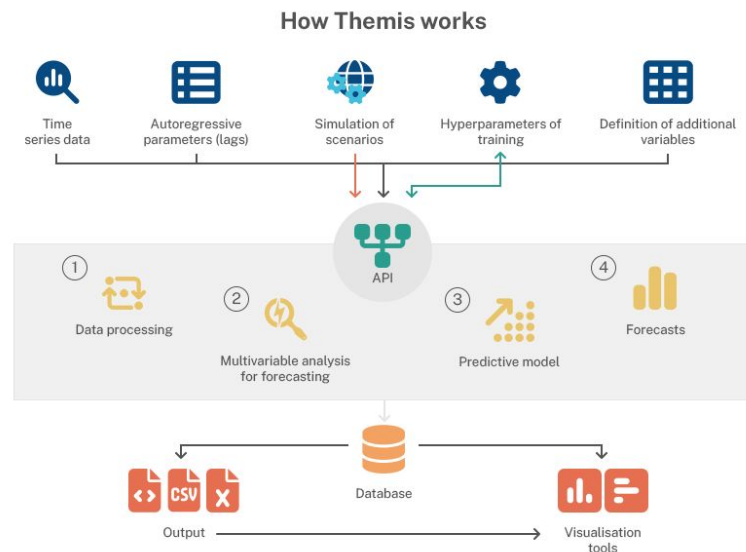 How Themis works
Time
series data
Autoregressive
parameters (lags)
Simulation of
scenarios
Hyperparameters of
training
Definition of additional
variables
API
1
Data processing
2
Multivariable analysis
for forecasting
3
Predictive model
4
Forecasts
Database
CSV
X
Output
Visualisation
tools